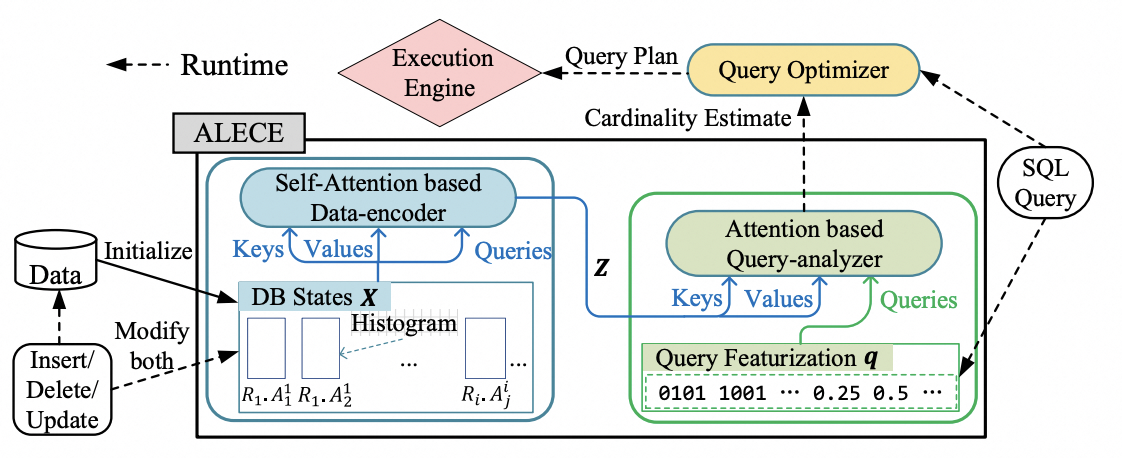 Runtime
Execution
Engine
Query Plan
Query Optimizer
Cardinality Estimate
ALECE
SQL
Query
Self-Attention based
Data-encoder
Keys Values Queries
Attention based
Query-analyzer
Z
Keys Values Queries
Data
Initialize
DB States X
Histogram
... ...
R₁.A₁¹ R₁.A₂¹ Rᵢ.Aⱼⁱ
Modify
both
Insert/
Delete/
Update
Query Featurization q
0101 1001 ··· 0.25 0.5 ···